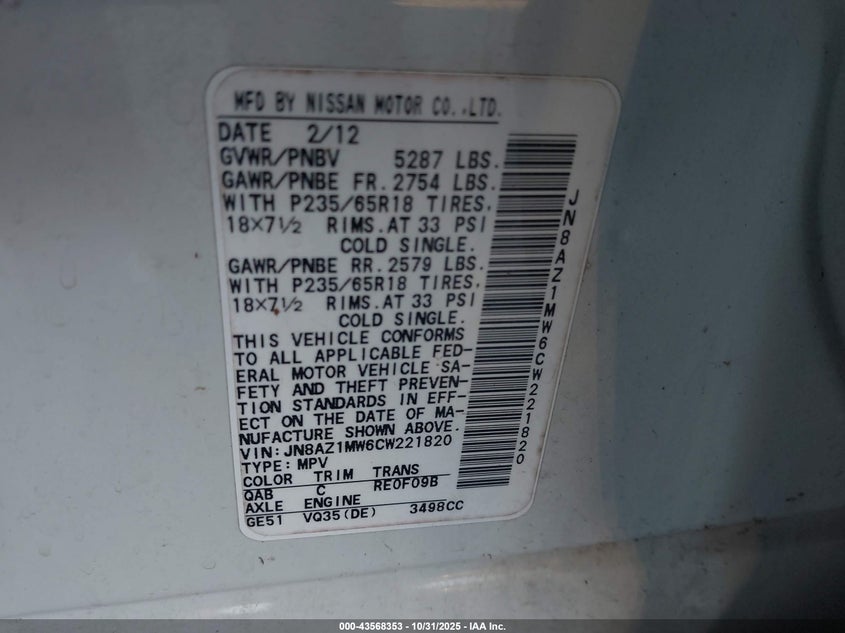 MFD BY NISSAN MOTOR CO.,LTD.
DATE 2/12
GVWR/PNBV 5287 LBS.
GAWR/PNBE FR. 2754 LBS.
WITH P235/65R18 TIRES,
18×7½ RIMS.AT 33 PSI
COLD SINGLE.
GAWR/PNBE RR. 2579 LBS.
WITH P235/65R18 TIRES,
18×7½ RIMS.AT 33 PSI
COLD SINGLE.
THIS VEHICLE CONFORMS
TO ALL APPLICABLE FED-
ERAL MOTOR VEHICLE SA-
FETY AND THEFT PREVEN-
TION STANDARDS IN EFF-
ECT ON THE DATE OF MA-
NUFACTURE SHOWN ABOVE.
VIN: JN8AZ1MW6CW221820
TYPE: MPV
COLOR TRIM TRANS
QAB C RE0F09B
AXLE ENGINE
GE51 VQ35(DE) 3498CC
JN8AZ1MW6CW221820
000-43568353 - 10/31/2025 - IAA Inc.